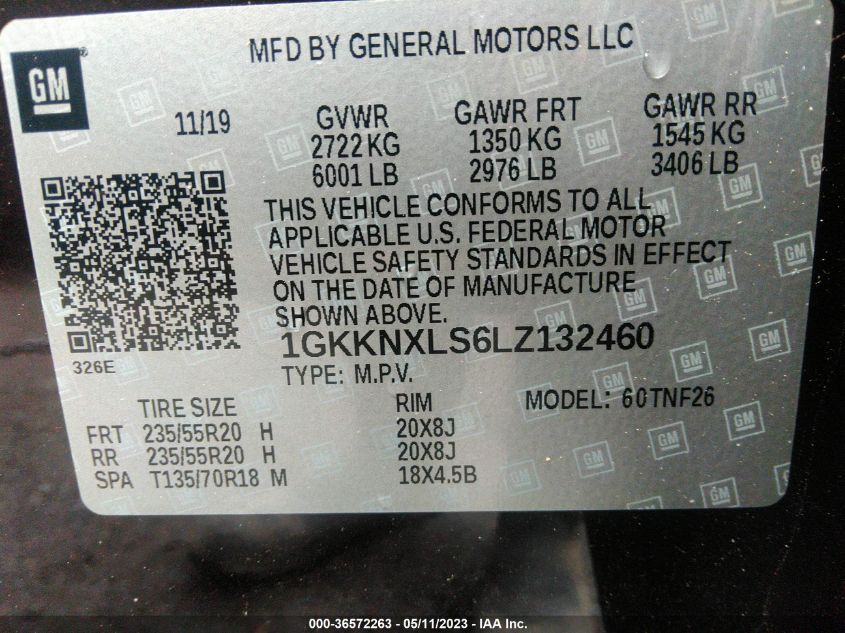 MFD BY GENERAL MOTORS LLC
GM
11/19
GVWR
2722 KG
6001 LB
GAWR FRT
1350 KG
2976 LB
GAWR RR
1545 KG
3406 LB
THIS VEHICLE CONFORMS TO ALL
APPLICABLE U.S. FEDERAL MOTOR
VEHICLE SAFETY STANDARDS IN EFFECT
ON THE DATE OF MANUFACTURE
SHOWN ABOVE.
326E
1GKKNXLS6LZ132460
TYPE: M.P.V.
TIRE SIZE RIM MODEL: 60TNF26
FRT 235/55R20 H 20X8J
RR 235/55R20 H 20X8J
SPA T135/70R18 M 18X4.5B
000-36572263 - 05/11/2023 - IAA Inc.